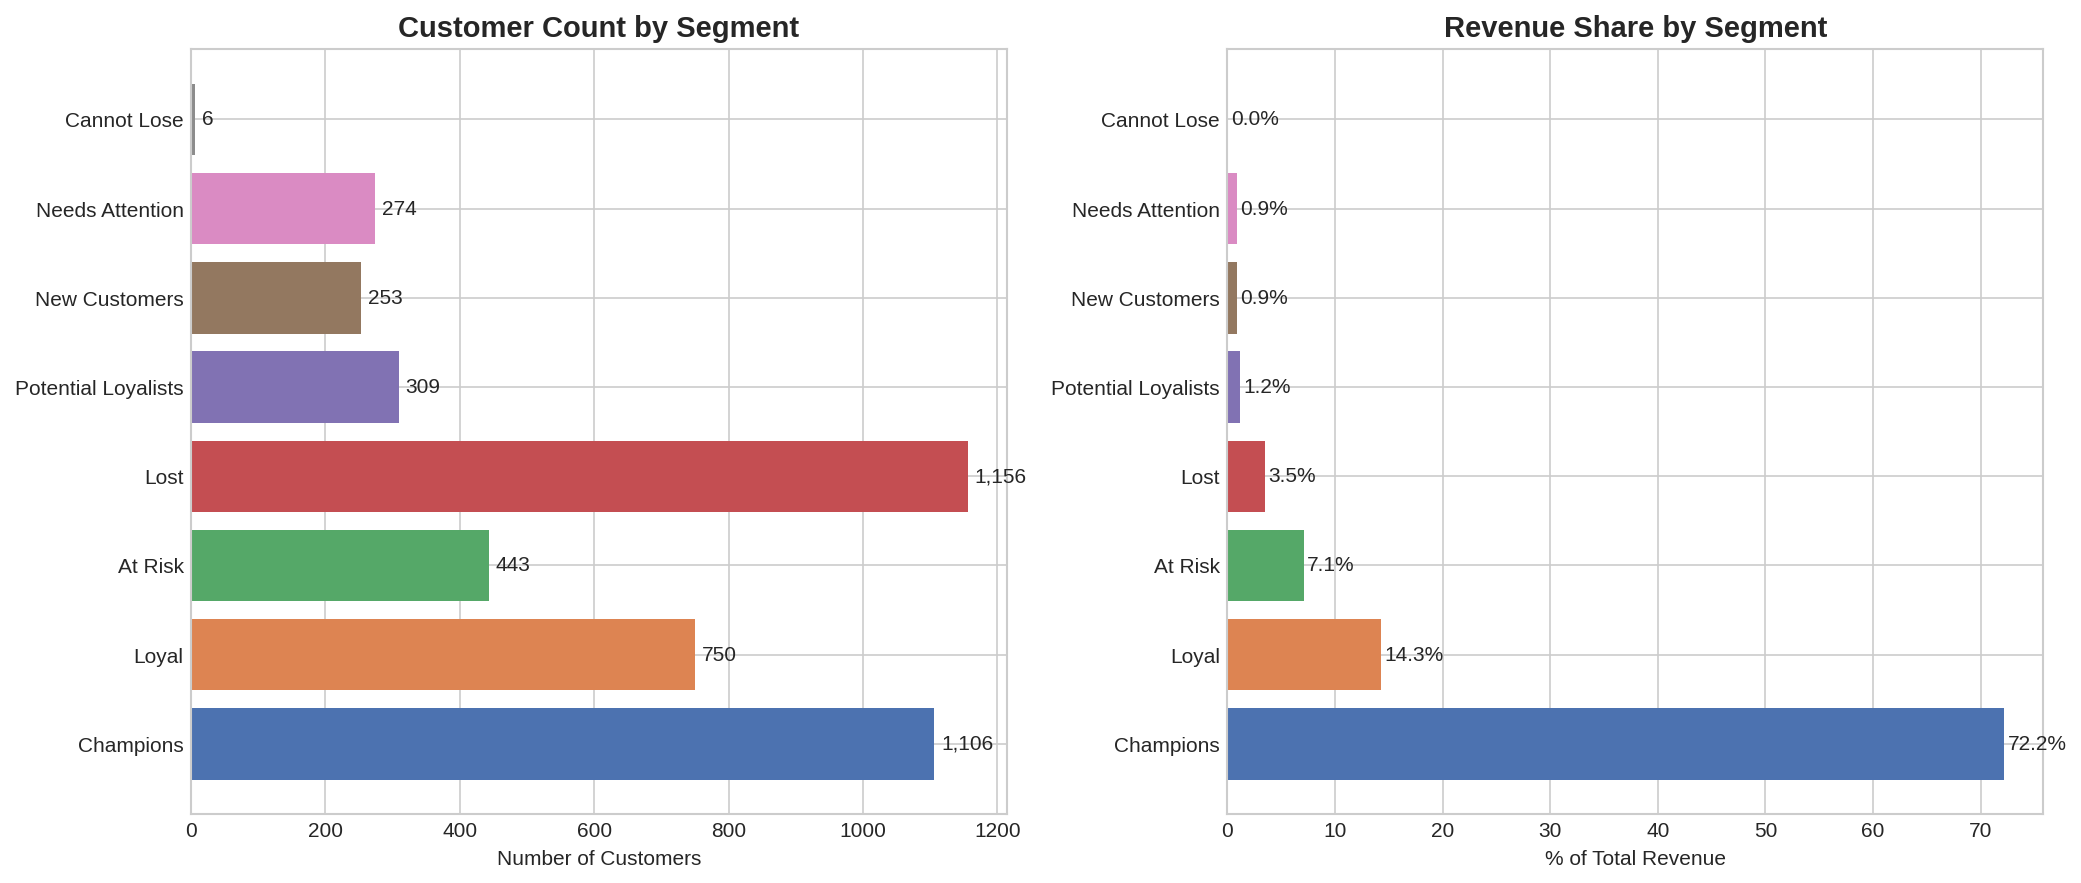 Customer Count by Segment
Cannot Lose
6
Needs Attention
274
New Customers
253
Potential Loyalists
309
Lost
1,156
At Risk
443
Loyal
750
Champions
1,106
0 200 400 600 800 1000 1200
Number of Customers
Revenue Share by Segment
Cannot Lose
0.0%
Needs Attention
0.9%
New Customers
0.9%
Potential Loyalists
1.2%
Lost
3.5%
At Risk
7.1%
Loyal
14.3%
Champions
72.2%
0 10 20 30 40 50 60 70
% of Total Revenue